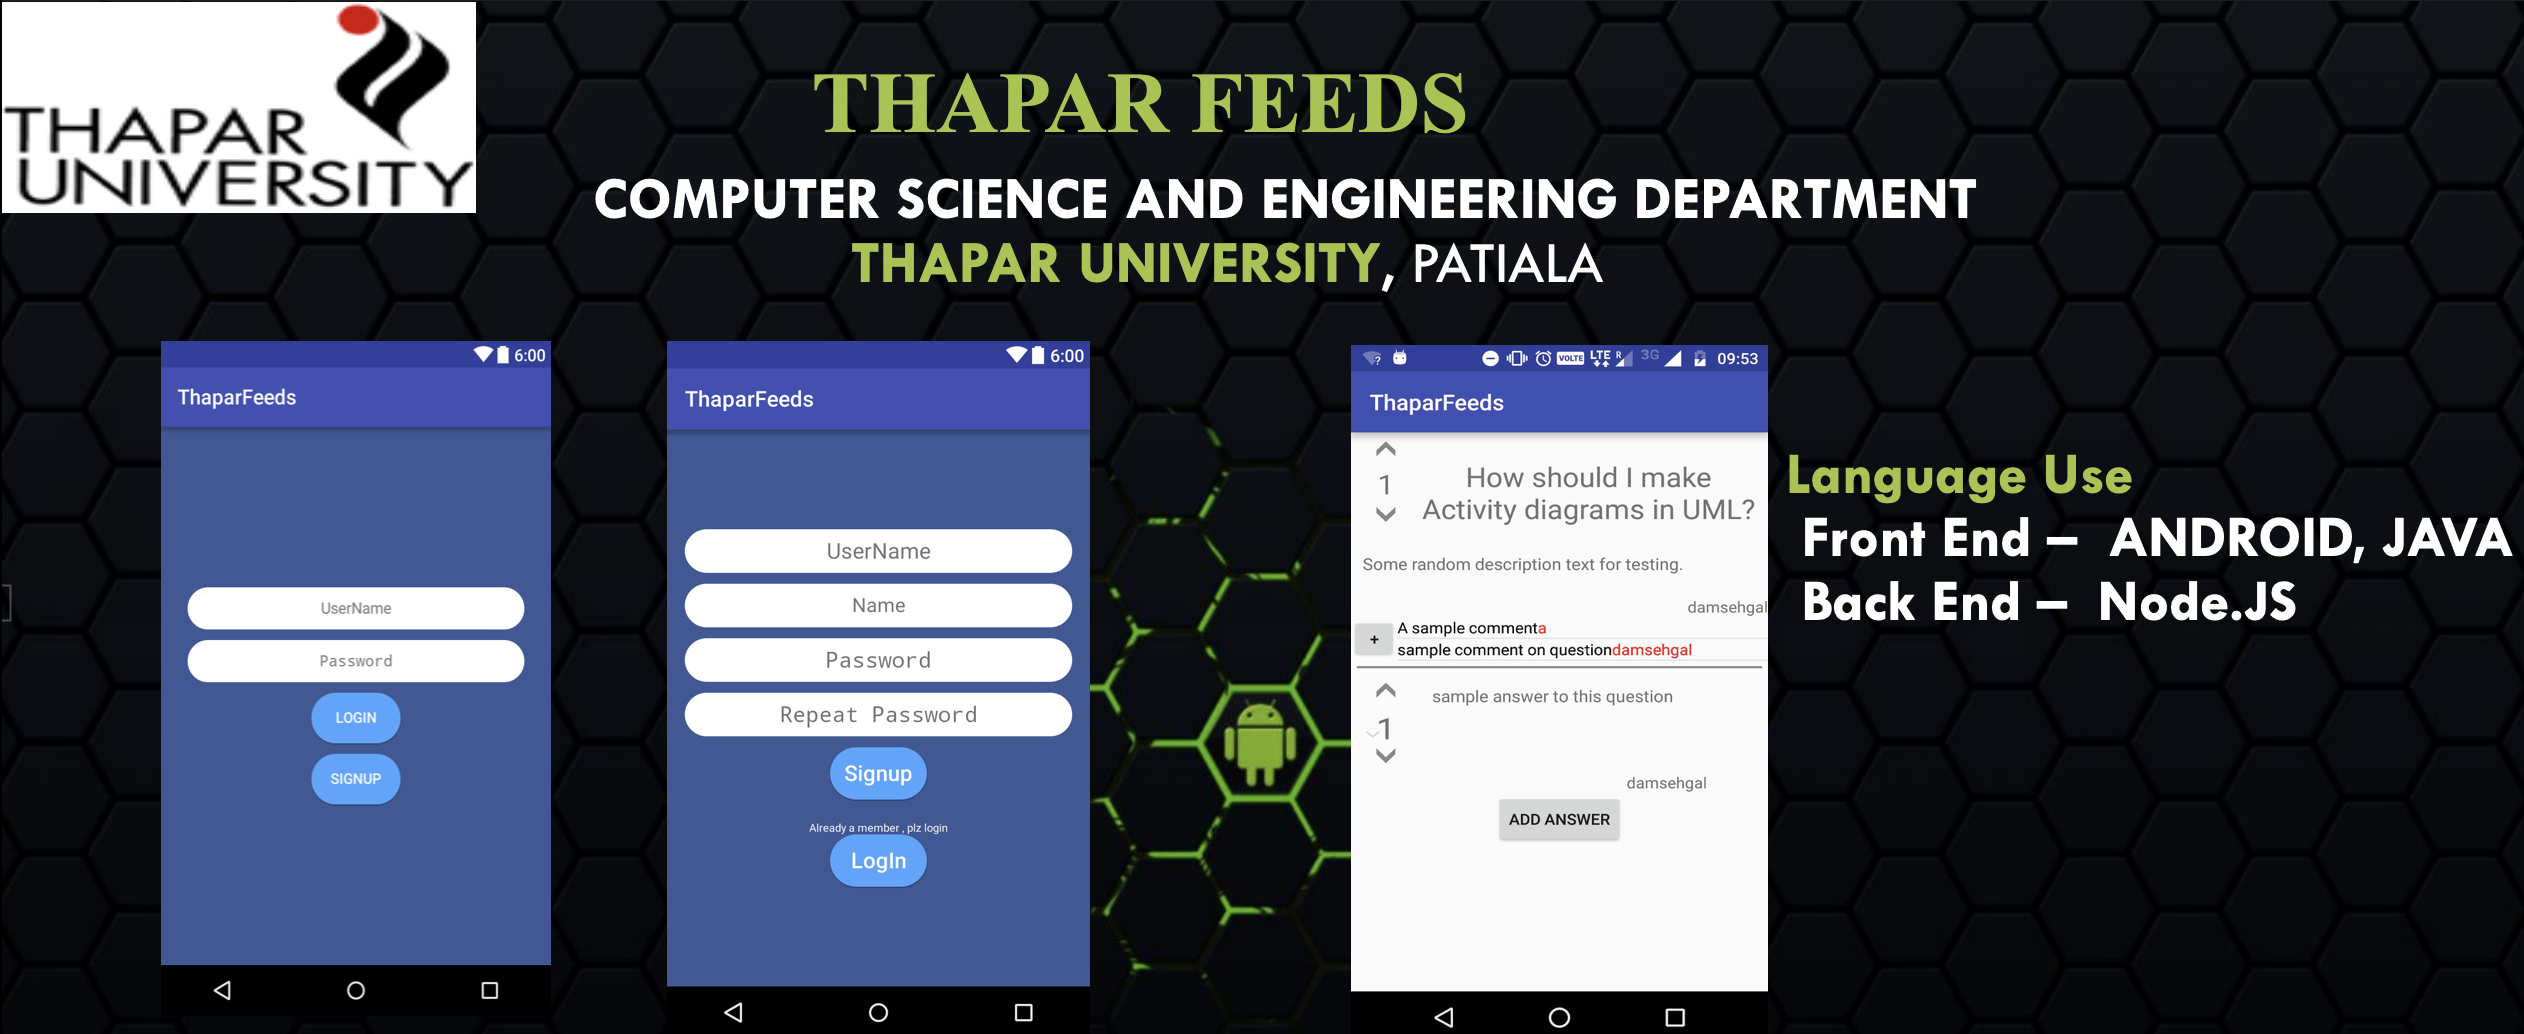 THAPAR
UNIVERSITY
THAPAR FEEDS
COMPUTER SCIENCE AND ENGINEERING DEPARTMENT
THAPAR UNIVERSITY, PATIALA
6:00
ThaparFeeds
UserName
Password
LOGIN
SIGNUP
6:00
ThaparFeeds
UserName
Name
Password
Repeat Password
Signup
Already a member , plz login
LogIn
VOLTE LTE R 3G 09:53
ThaparFeeds
1
How should I make
Activity diagrams in UML?
Some random description text for testing.
damsehgal
A sample commenta
+
sample comment on questiondamsehgal
sample answer to this question
1
damsehgal
ADD ANSWER
Language Use
Front End – ANDROID, JAVA
Back End – Node.JS